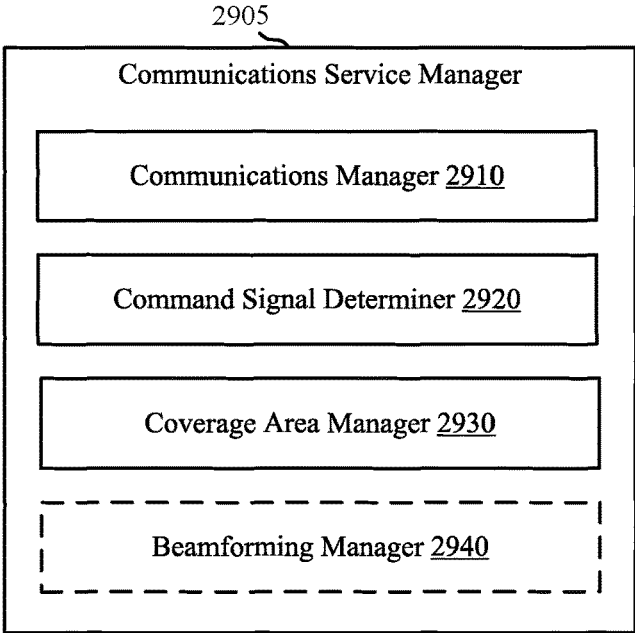 2905
Communications Service Manager
Communications Manager 2910
Command Signal Determiner 2920
Coverage Area Manager 2930
Beamforming Manager 2940